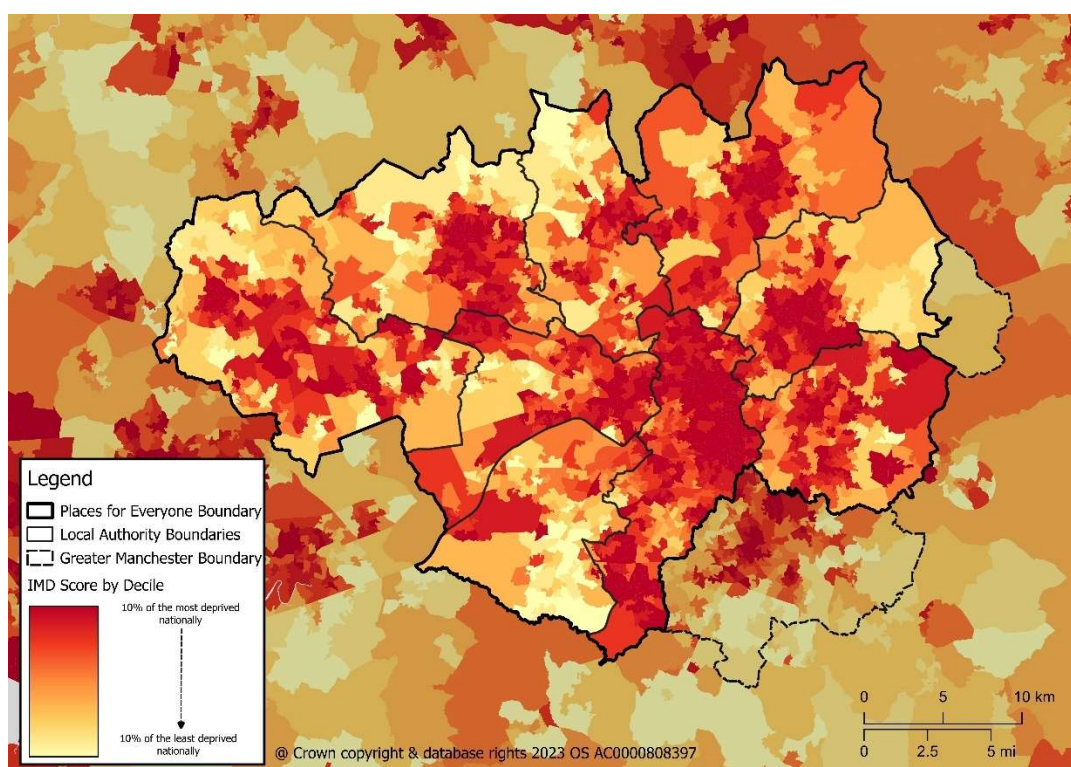 Legend
Places for Everyone Boundary
Local Authority Boundaries
Greater Manchester Boundary
IMD Score by Decile
10% of the most deprived
nationally
10% of the least deprived
nationally
@ Crown copyright & database rights 2023 OS AC0000808397
0 5 10 km
0 2.5 5 mi